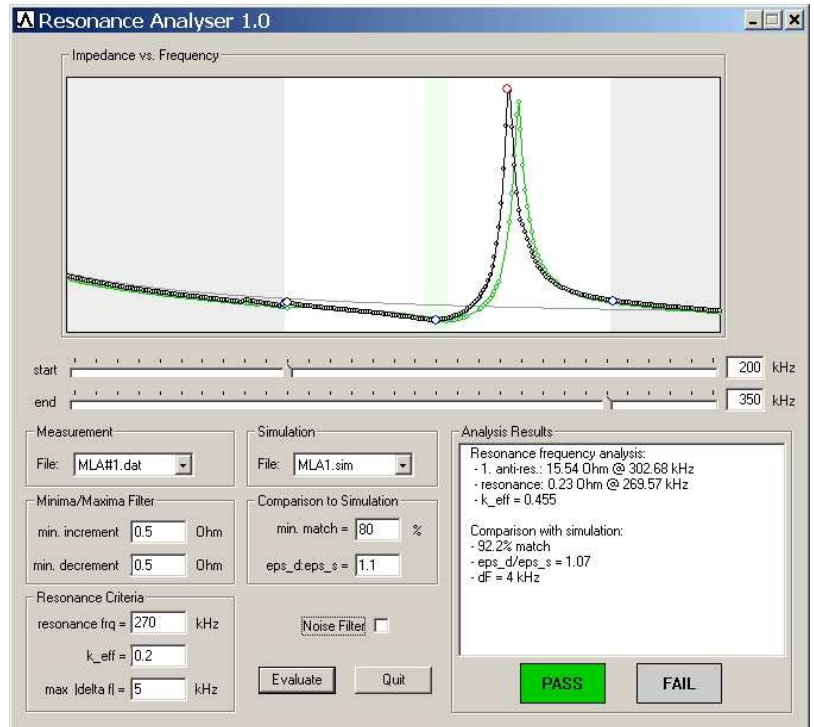 Resonance Analyser 1.0
Impedance vs. Frequency
start 200 kHz
end 350 kHz
Measurement
File: MLA#1.dat
Simulation
File: MLA1.sim
Minima/Maxima Filter
min. increment 0.5 Ohm
min. decrement 0.5 Ohm
Comparison to Simulation
min. match = 80 %
eps_d:eps_s = 1.1
Resonance Criteria
resonance frq = 270 kHz
k_eff = 0.2
max |delta f| = 5 kHz
Noise Filter
Evaluate
Quit
Analysis Results
Resonance frequency analysis:
- 1. anti-res.: 15.54 Ohm @ 302.68 kHz
- resonance: 0.23 Ohm @ 269.57 kHz
- k_eff = 0.455
Comparison with simulation:
- 92.2% match
- eps_d/eps_s = 1.07
- dF = 4 kHz
PASS
FAIL